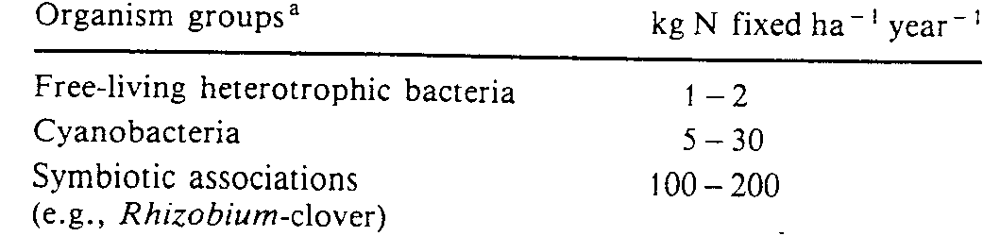 Organism groups ᵃ kg N fixed ha⁻¹ year⁻¹
Free-living heterotrophic bacteria 1 – 2
Cyanobacteria 5 – 30
Symbiotic associations 100 – 200
(e.g., Rhizobium-clover)